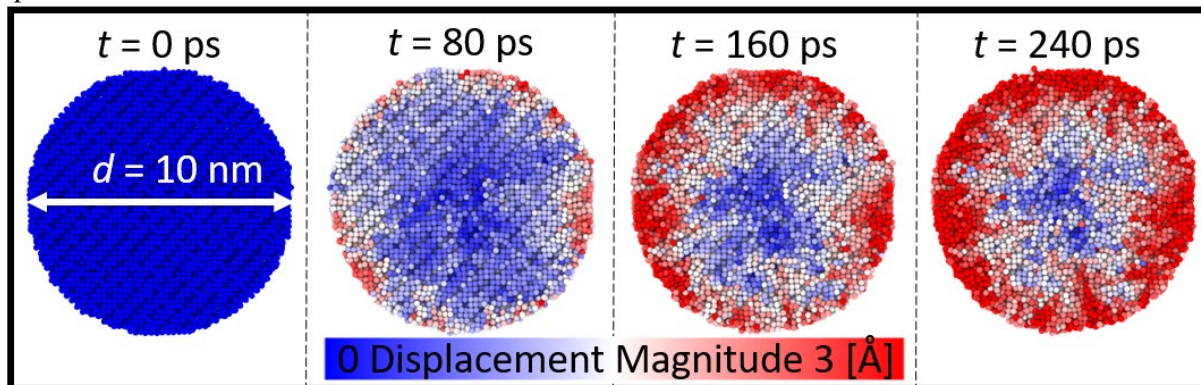 t = 0 ps
t = 80 ps
t = 160 ps
t = 240 ps
d = 10 nm
0 Displacement Magnitude 3 [Å]